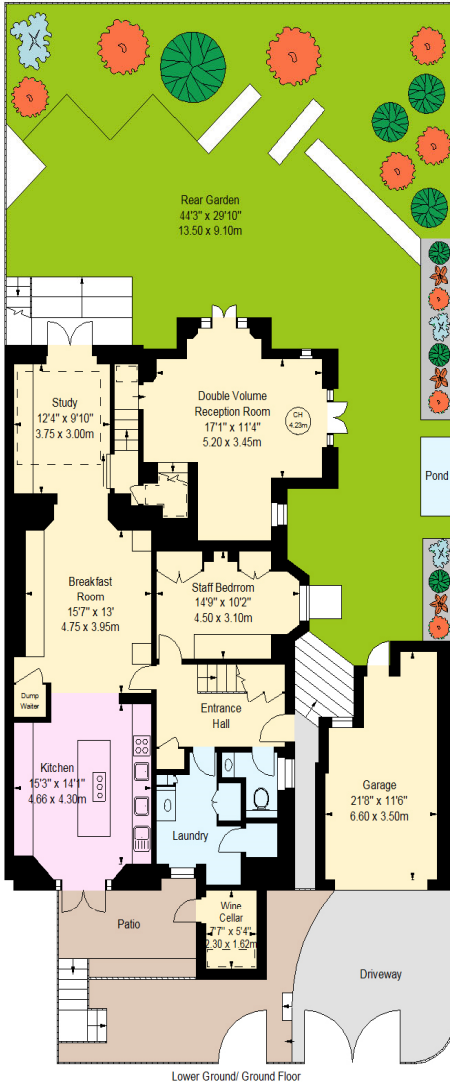 Rear Garden
44'3" x 29'10"
13.50 x 9.10m
Study
12'4" x 9'10"
3.75 x 3.00m
Double Volume
Reception Room
17'1" x 11'4"
5.20 x 3.45m
CH
4.23m
Pond
Breakfast
Room
15'7" x 13'
4.75 x 3.95m
Staff Bedroom
14'9" x 10'2"
4.50 x 3.10m
Dump
Waiter
Entrance
Hall
Kitchen
15'3" x 14'1"
4.66 x 4.30m
Garage
21'8" x 11'6"
6.60 x 3.50m
Laundry
Patio
Wine
Cellar
7'7" x 5'4"
2.30 x 1.62m
Driveway
Lower Ground/ Ground Floor